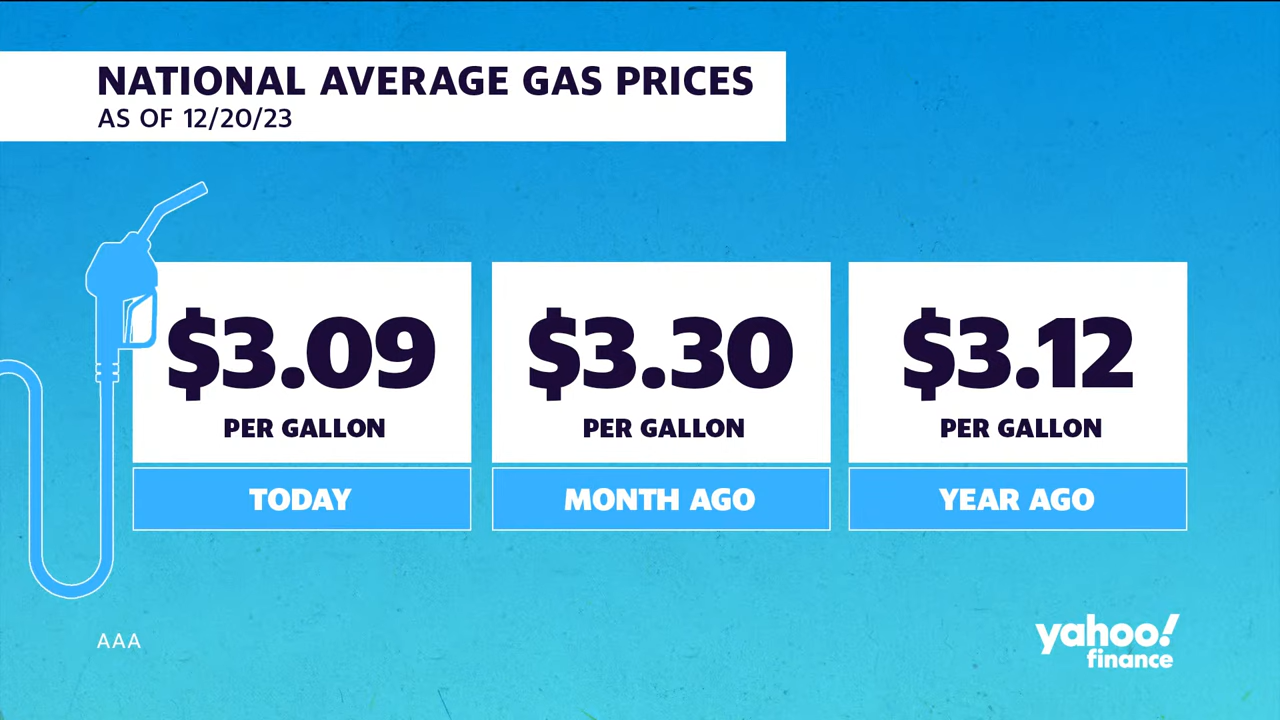 NATIONAL AVERAGE GAS PRICES
AS OF 12/20/23
$3.09
PER GALLON
TODAY
$3.30
PER GALLON
MONTH AGO
$3.12
PER GALLON
YEAR AGO
AAA
yahoo!
finance